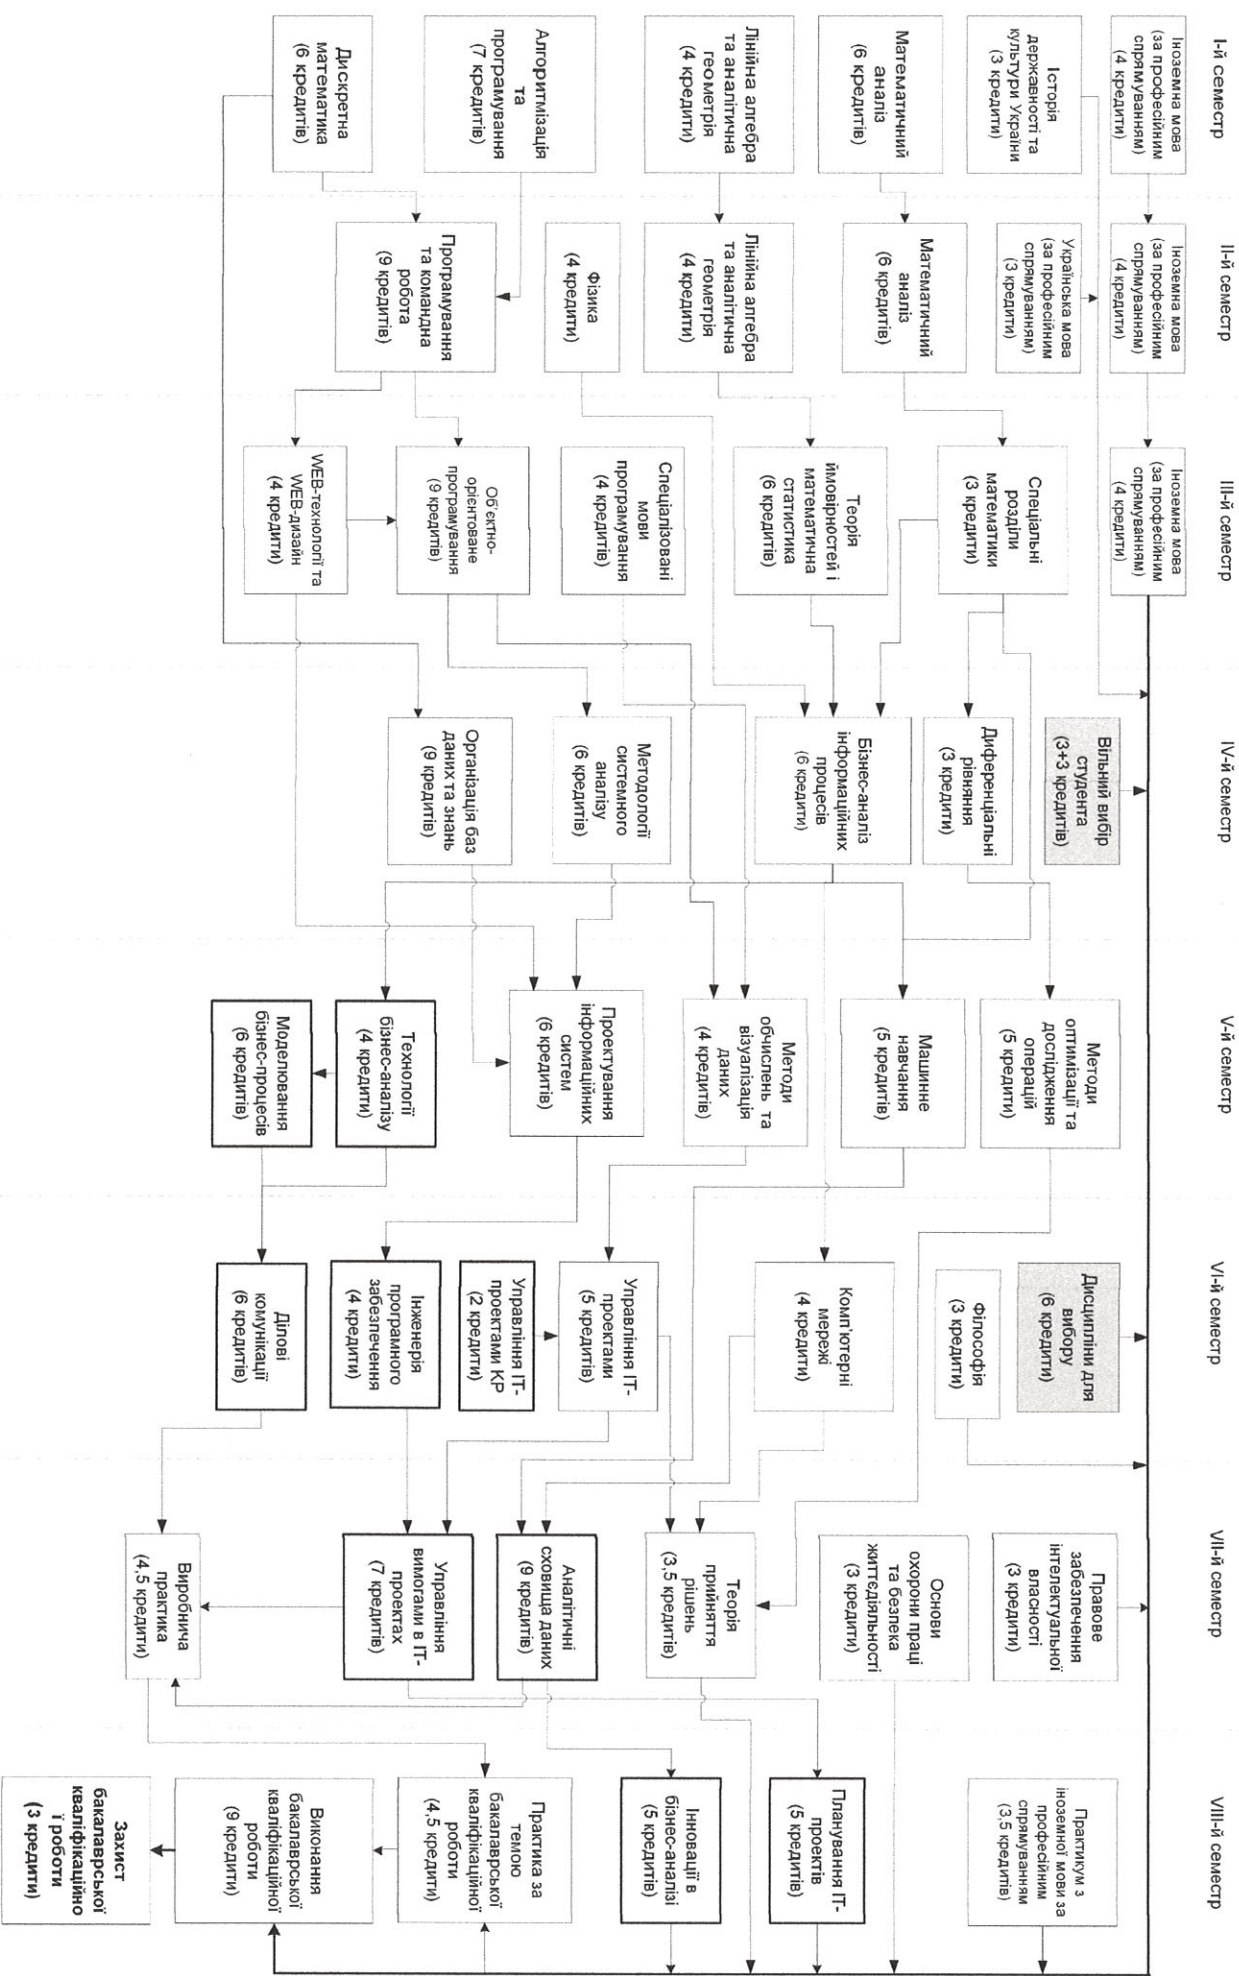 І-й семестр
ІІ-й семестр
ІІІ-й семестр
IV-й семестр
V-й семестр
VI-й семестр
VII-й семестр
VIII-й семестр
Іноземна мова
(за професійним
спрямуванням)
(4 кредити)
Історія
державності та
культури України
(3 кредити)
Математичний
аналіз
(6 кредитів)
Лінійна алгебра
та аналітична
геометрія
(4 кредити)
Алгоритмізація
та
програмування
(7 кредитів)
Дискретна
математика
(6 кредитів)
Іноземна мова
(за професійним
спрямуванням)
(4 кредити)
Українська мова
(за професійним
спрямуванням)
(3 кредити)
Математичний
аналіз
(6 кредитів)
Лінійна алгебра
та аналітична
геометрія
(4 кредити)
Фізика
(4 кредити)
Програмування
та командна
робота
(9 кредитів)
Іноземна мова
(за професійним
спрямуванням)
(4 кредити)
Спеціальні
розділи
математики
(3 кредити)
Теорія
ймовірностей і
математична
статистика
(6 кредитів)
Спеціалізовані
мови
програмування
(4 кредити)
Об'єктно-
орієнтоване
програмування
(9 кредитів)
WEB-технології та
WEB-дизайн
(4 кредити)
Вільний вибір
студента
(3+3 кредитів)
Диференціальні
рівняння
(3 кредити)
Бізнес-аналіз
інформаційних
процесів
(6 кредити)
Методології
системного
аналізу
(6 кредити)
Організація баз
даних та знань
(9 кредитів)
Методи
оптимізації та
дослідження
операцій
(5 кредитів)
Машинне
навчання
(5 кредитів)
Методи
обчислень та
візуалізація
даних
(4 кредитів)
Проектування
інформаційних
систем
(6 кредитів)
Технології
бізнес-аналізу
(4 кредити)
Моделювання
бізнес-процесів
(6 кредитів)
Дисципліни для
вибору
(6 кредити)
Філософія
(3 кредити)
Комп'ютерні
мережі
(4 кредити)
Управління ІТ-
проектами
(5 кредитів)
Управління ІТ-
проектами КР
(2 кредити)
Інженерія
програмного
забезпечення
(4 кредити)
Ділові
комунікації
(6 кредитів)
Правове
забезпечення
інтелектуальної
власності
(3 кредити)
Основи
охорони праці
та безпека
життєдіяльності
(3 кредити)
Теорія
прийняття
рішень
(3,5 кредитів)
Аналітичні
сховища даних
(9 кредитів)
Управління
вимогами в ІТ-
проектах
(7 кредитів)
Виробнича
практика
(4,5 кредити)
Практикум з
іноземної мови за
професійним
спрямуванням
(3,5 кредитів)
Планування ІТ-
проектів
(5 кредитів)
Інновації в
бізнес-аналізі
(5 кредитів)
Практика за
темою
бакалаврської
кваліфікаційної
роботи
(4,5 кредити)
Виконання
бакалаврської
кваліфікаційної
роботи
(9 кредитів)
Захист
бакалаврської
кваліфікаційно
ї роботи
(3 кредити)